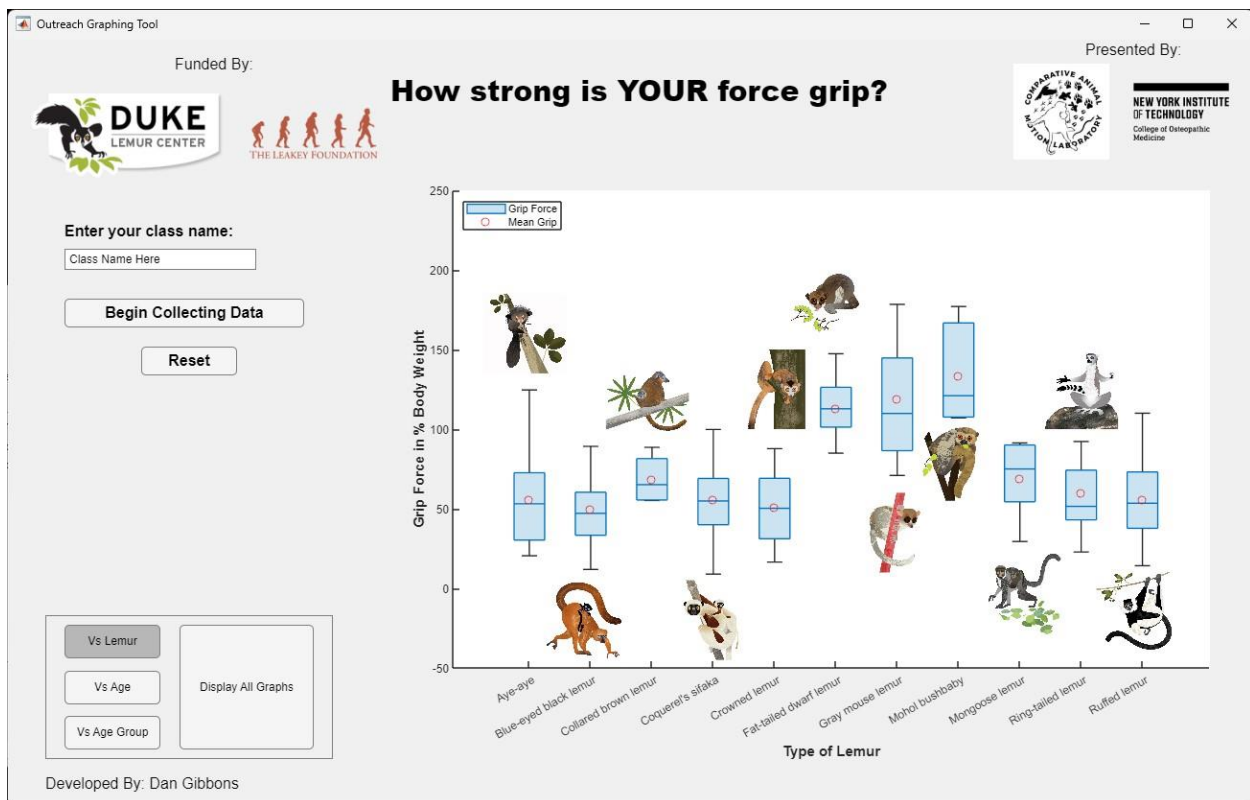 Outreach Graphing Tool
Funded By:
DUKE
LEMUR CENTER
THE LEAKEY FOUNDATION
How strong is YOUR force grip?
Presented By:
COMPARATIVE ANIMAL
MOTION LABORATORY
NEW YORK INSTITUTE
OF TECHNOLOGY
College of Osteopathic
Medicine
Enter your class name:
Class Name Here
Begin Collecting Data
Reset
Vs Lemur
Vs Age
Vs Age Group
Display All Graphs
Developed By: Dan Gibbons
Grip Force in % Body Weight
250
200
150
100
50
0
-50
Grip Force
Mean Grip
Aye-aye
Blue-eyed black lemur
Collared brown lemur
Coquerel's sifaka
Crowned lemur
Fat-tailed dwarf lemur
Gray mouse lemur
Mohol bushbaby
Mongoose lemur
Ring-tailed lemur
Ruffed lemur
Type of Lemur